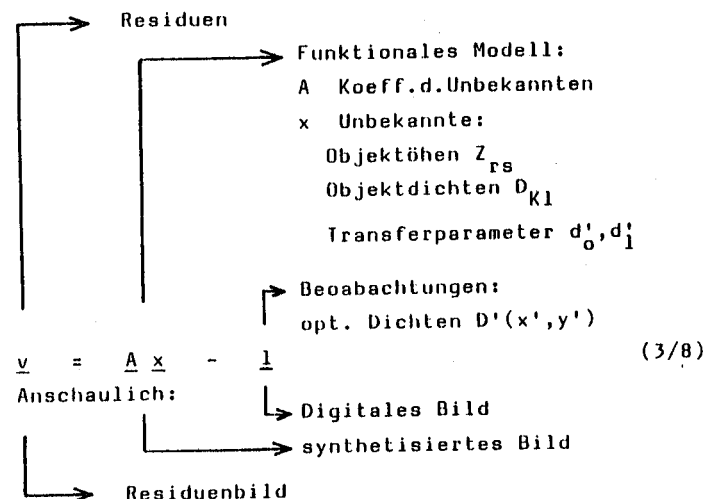 Residuen
Funktionales Modell:
A Koeff.d.Unbekannten
x Unbekannte:
Objektöhen Z_rs
Objektdichten D_Kl
Transferparameter d'_o,d'_l
Beoabachtungen:
opt. Dichten D'(x',y')
v = A x - l (3/8)
Anschaulich:
Digitales Bild
synthetisiertes Bild
Residuenbild